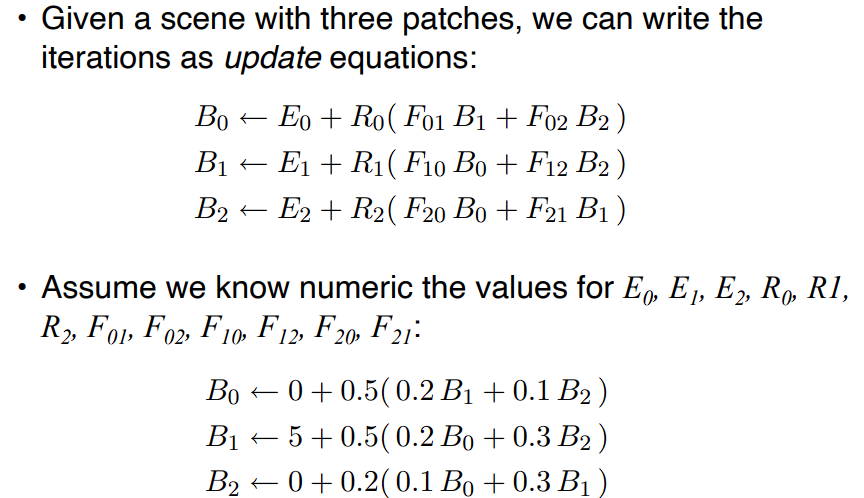 • Given a scene with three patches, we can write the
iterations as update equations:
B₀ ← E₀ + R₀( F₀₁ B₁ + F₀₂ B₂ )
B₁ ← E₁ + R₁( F₁₀ B₀ + F₁₂ B₂ )
B₂ ← E₂ + R₂( F₂₀ B₀ + F₂₁ B₁ )
• Assume we know numeric the values for E₀, E₁, E₂, R₀, R1,
R₂, F₀₁, F₀₂, F₁₀, F₁₂, F₂₀, F₂₁:
B₀ ← 0 + 0.5( 0.2 B₁ + 0.1 B₂ )
B₁ ← 5 + 0.5( 0.2 B₀ + 0.3 B₂ )
B₂ ← 0 + 0.2( 0.1 B₀ + 0.3 B₁ )